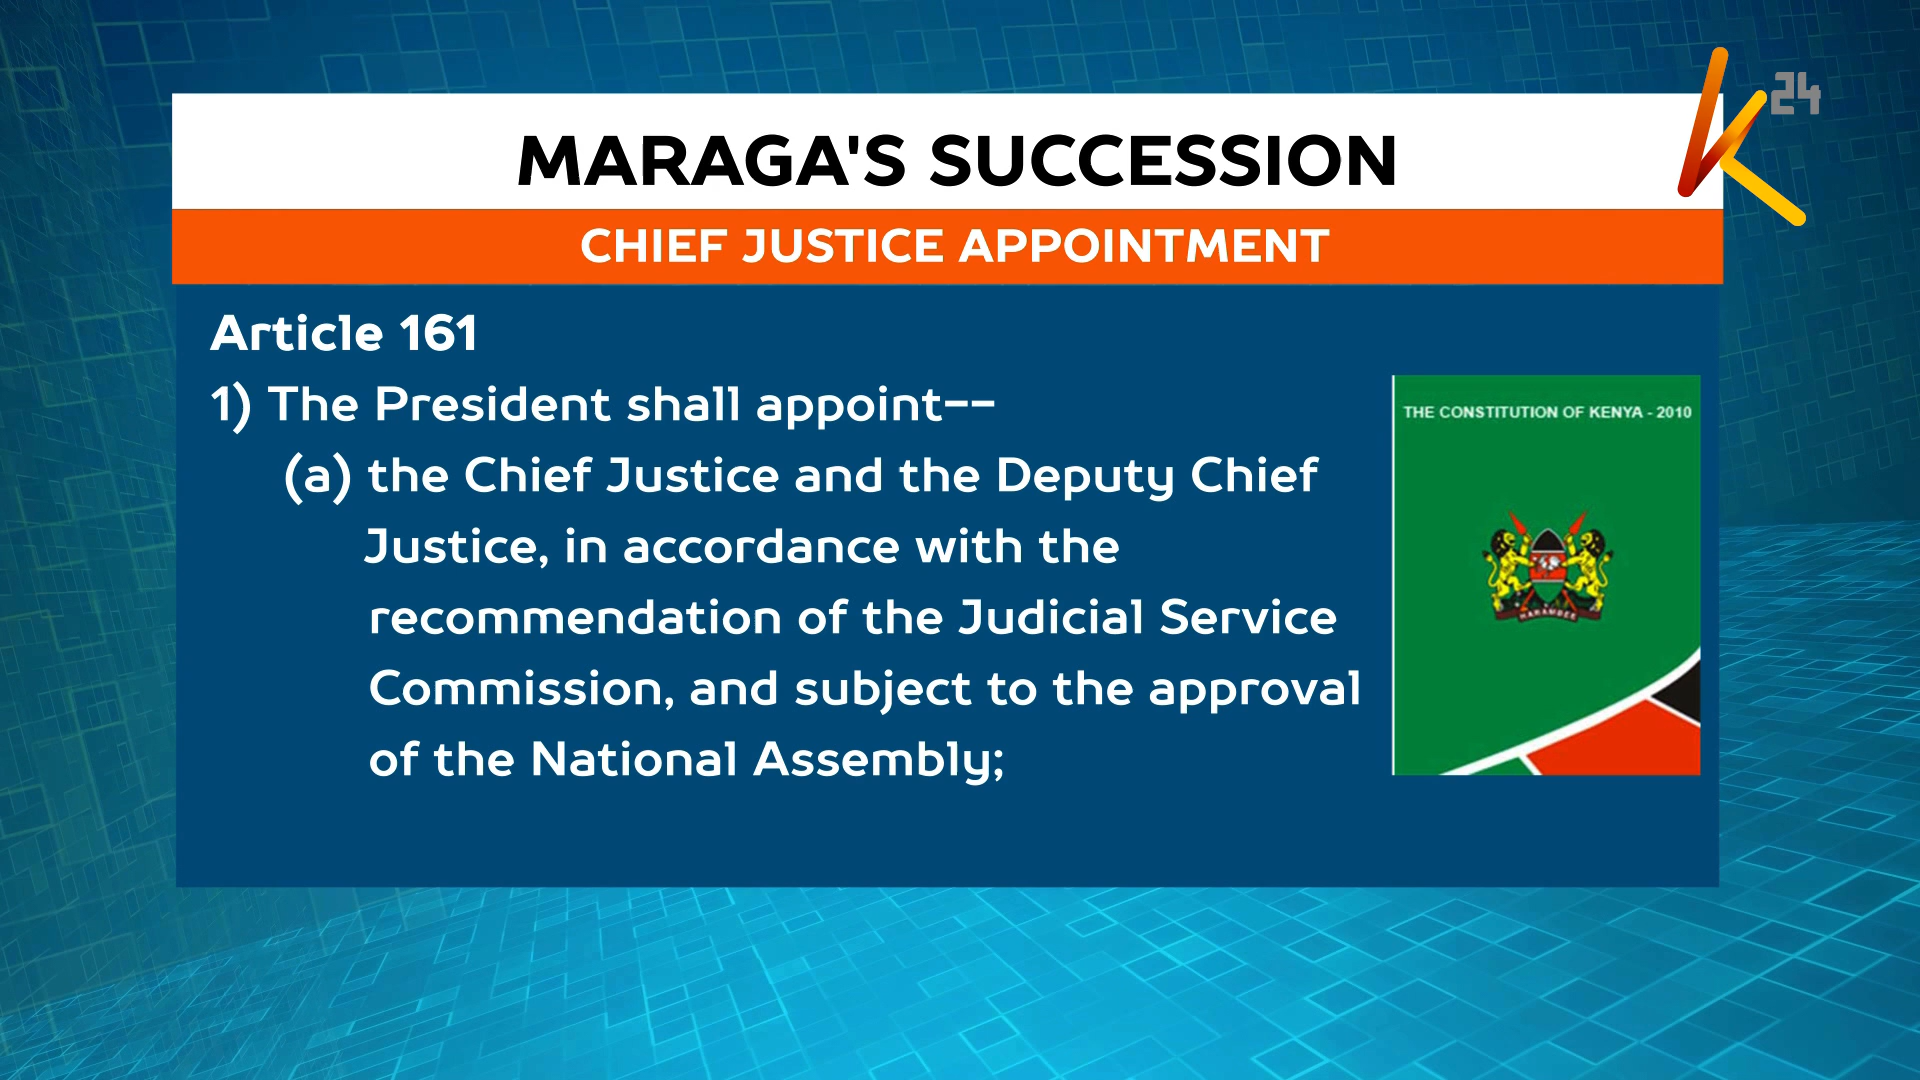 MARAGA'S SUCCESSION
K24
CHIEF JUSTICE APPOINTMENT
Article 161
1) The President shall appoint--
(a) the Chief Justice and the Deputy Chief
Justice, in accordance with the
recommendation of the Judicial Service
Commission, and subject to the approval
of the National Assembly;
THE CONSTITUTION OF KENYA - 2010
HARAMBEE